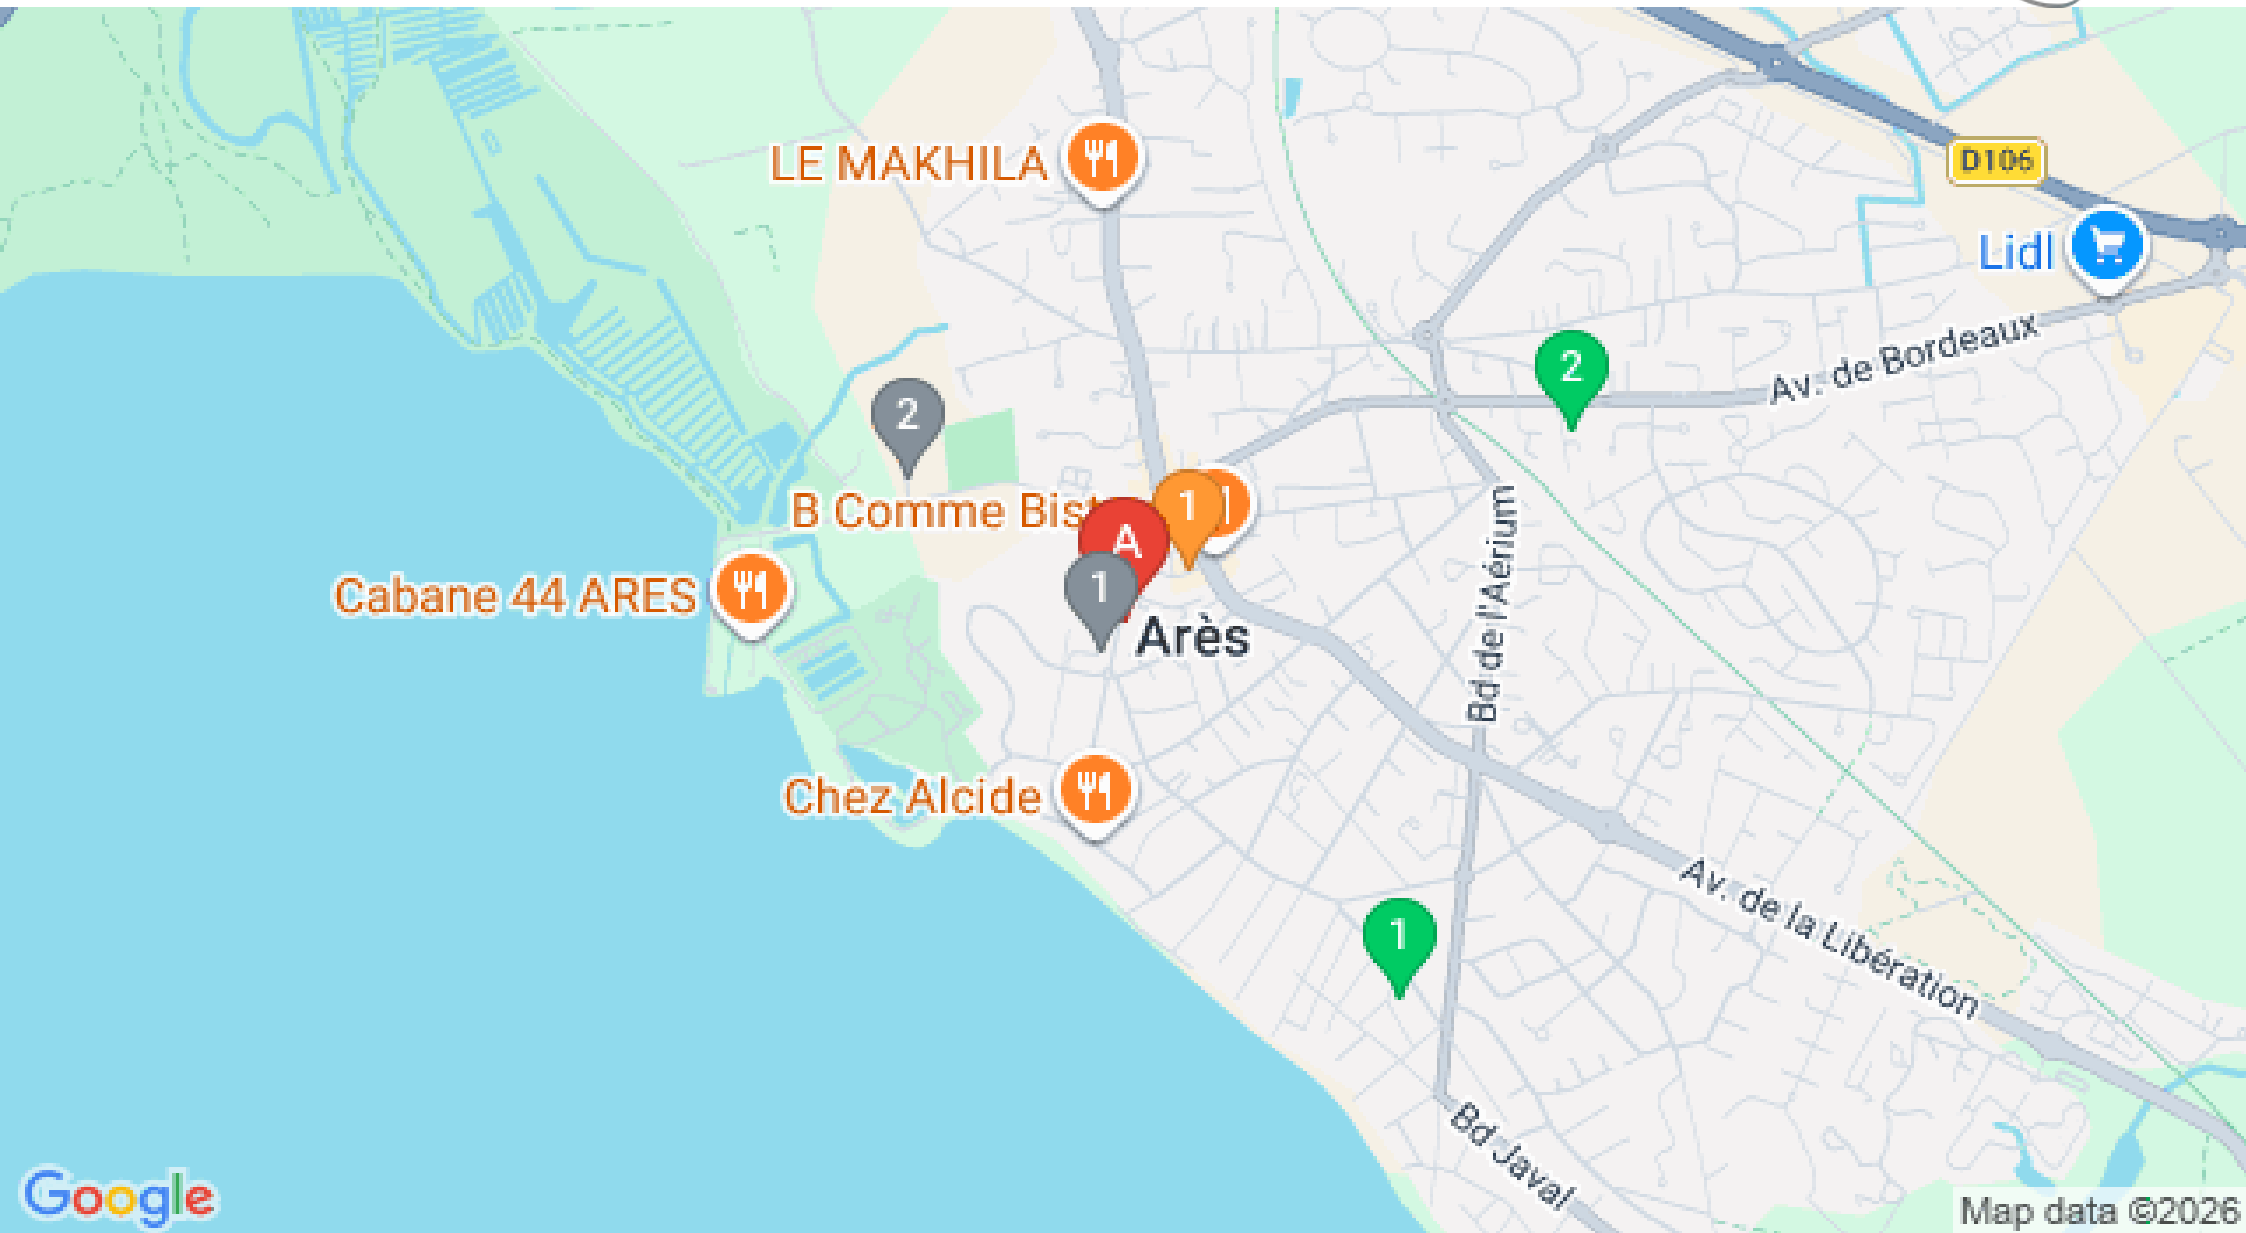 D106
LE MAKHILA
Lidl
Av. de Bordeaux
2
2
B Comme Bist
1
A
1
Bd de l'Aérium
Cabane 44 ARES
Arès
Chez Alcide
Av. de la Libération
1
Bd Javal
Google
Map data ©2026